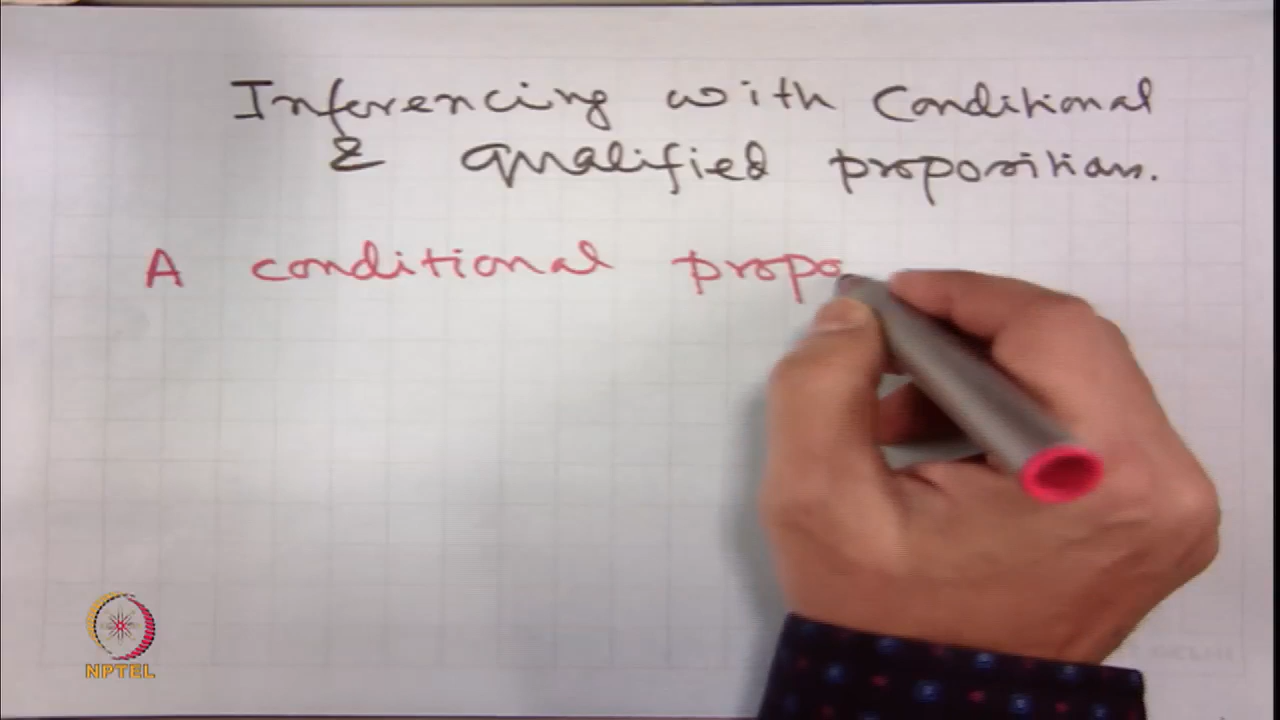 Inferencing with Conditional
& qualified propositions.
A conditional propo
NPTEL